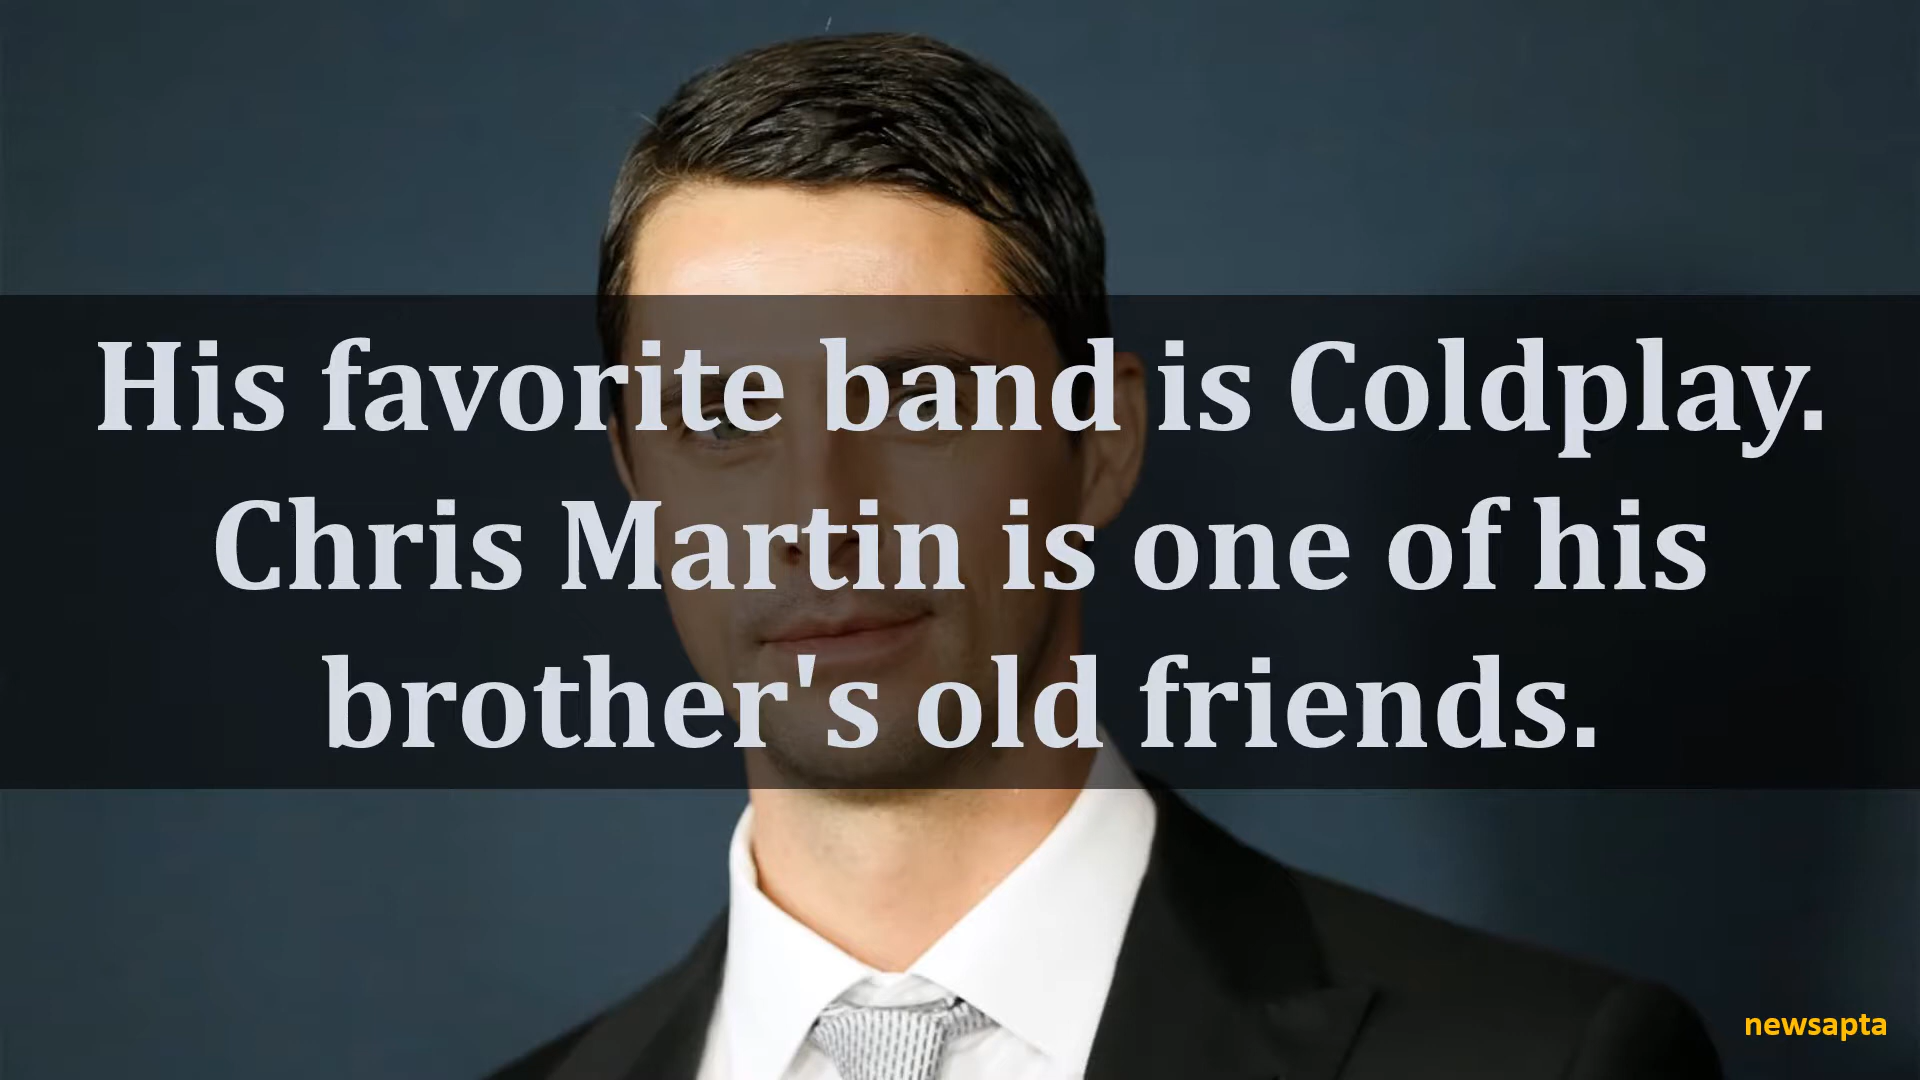 His favorite band is Coldplay.
Chris Martin is one of his
brother's old friends.
newsapta